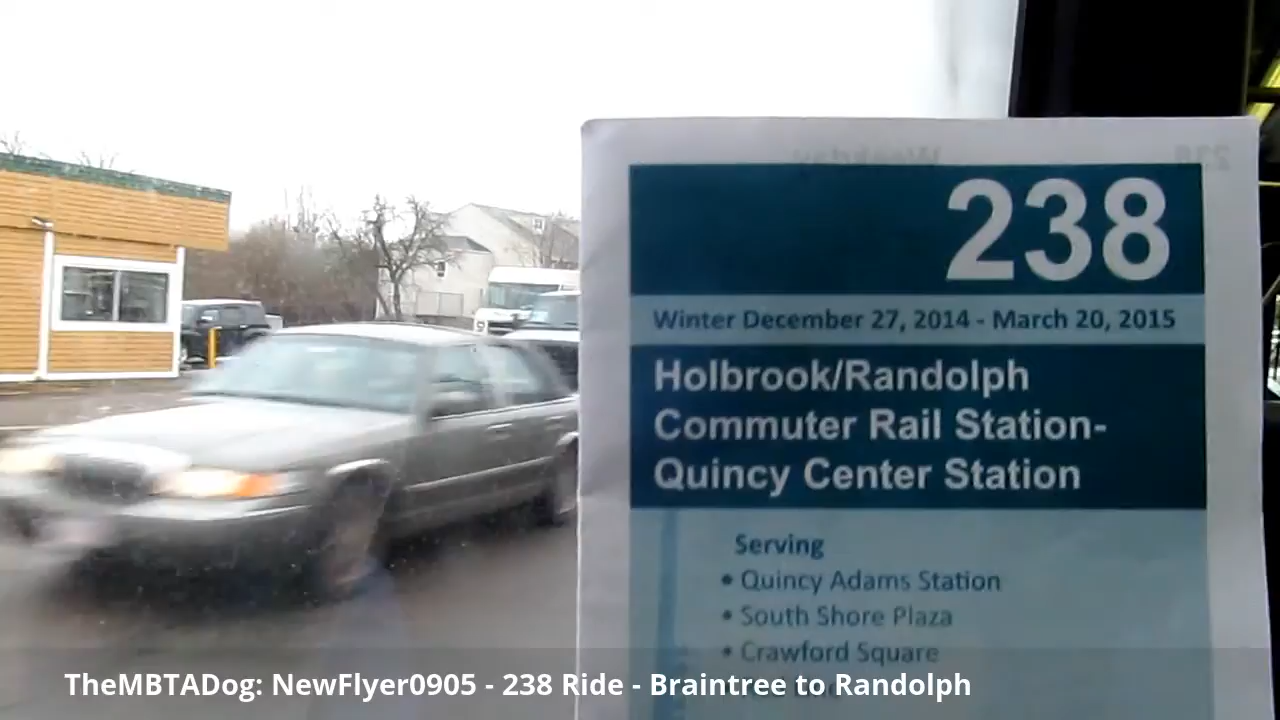 238
Winter December 27, 2014 - March 20, 2015
Holbrook/Randolph
Commuter Rail Station-
Quincy Center Station
Serving
• Quincy Adams Station
• South Shore Plaza
• Crawford Square
TheMBTADog: NewFlyer0905 - 238 Ride - Braintree to Randolph